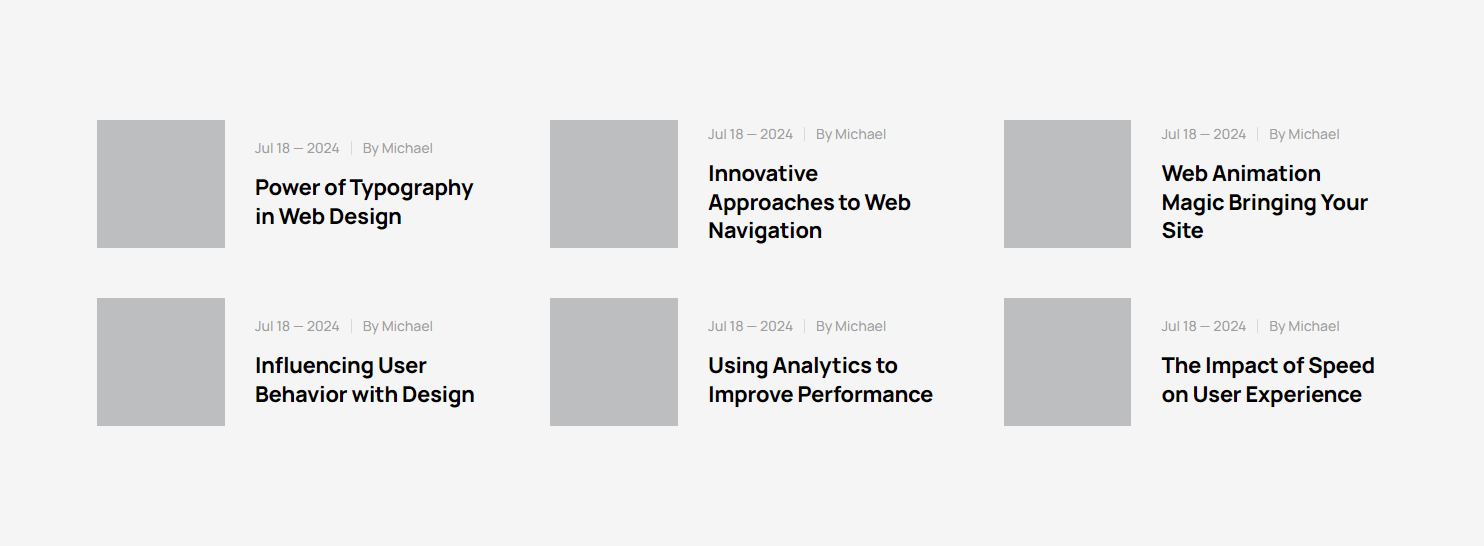 Jul 18 — 2024 By Michael
Power of Typography
in Web Design
Jul 18 — 2024 By Michael
Innovative
Approaches to Web
Navigation
Jul 18 — 2024 By Michael
Web Animation
Magic Bringing Your
Site
Jul 18 — 2024 By Michael
Influencing User
Behavior with Design
Jul 18 — 2024 By Michael
Using Analytics to
Improve Performance
Jul 18 — 2024 By Michael
The Impact of Speed
on User Experience